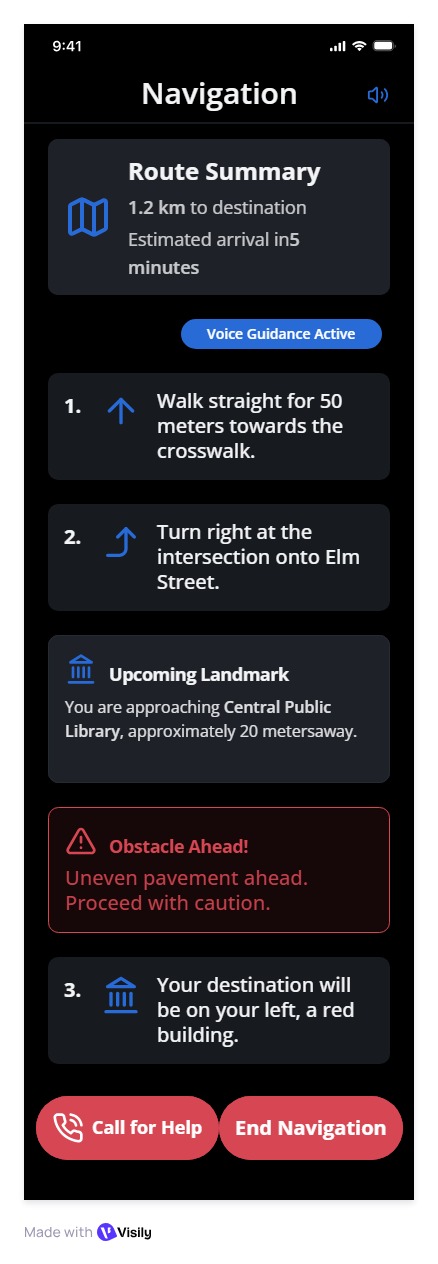 9:41
Navigation
Route Summary
1.2 km to destination
Estimated arrival in5
minutes
Voice Guidance Active
1.
Walk straight for 50
meters towards the
crosswalk.
2.
Turn right at the
intersection onto Elm
Street.
Upcoming Landmark
You are approaching Central Public
Library, approximately 20 metersaway.
Obstacle Ahead!
Uneven pavement ahead.
Proceed with caution.
3.
Your destination will
be on your left, a red
building.
Call for Help
End Navigation
Made with Visily